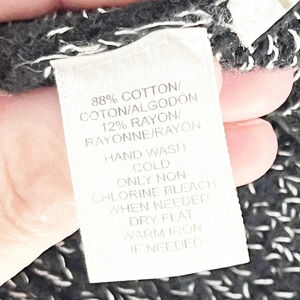 88% COTTON/
COTON/ALGODON
12% RAYON/
RAYONNE/RAYON
HAND WASH
COLD
ONLY NON
CHLORINE BLEACH
WHEN NEEDED
DRY FLAT
WARM IRON
IF NEEDED